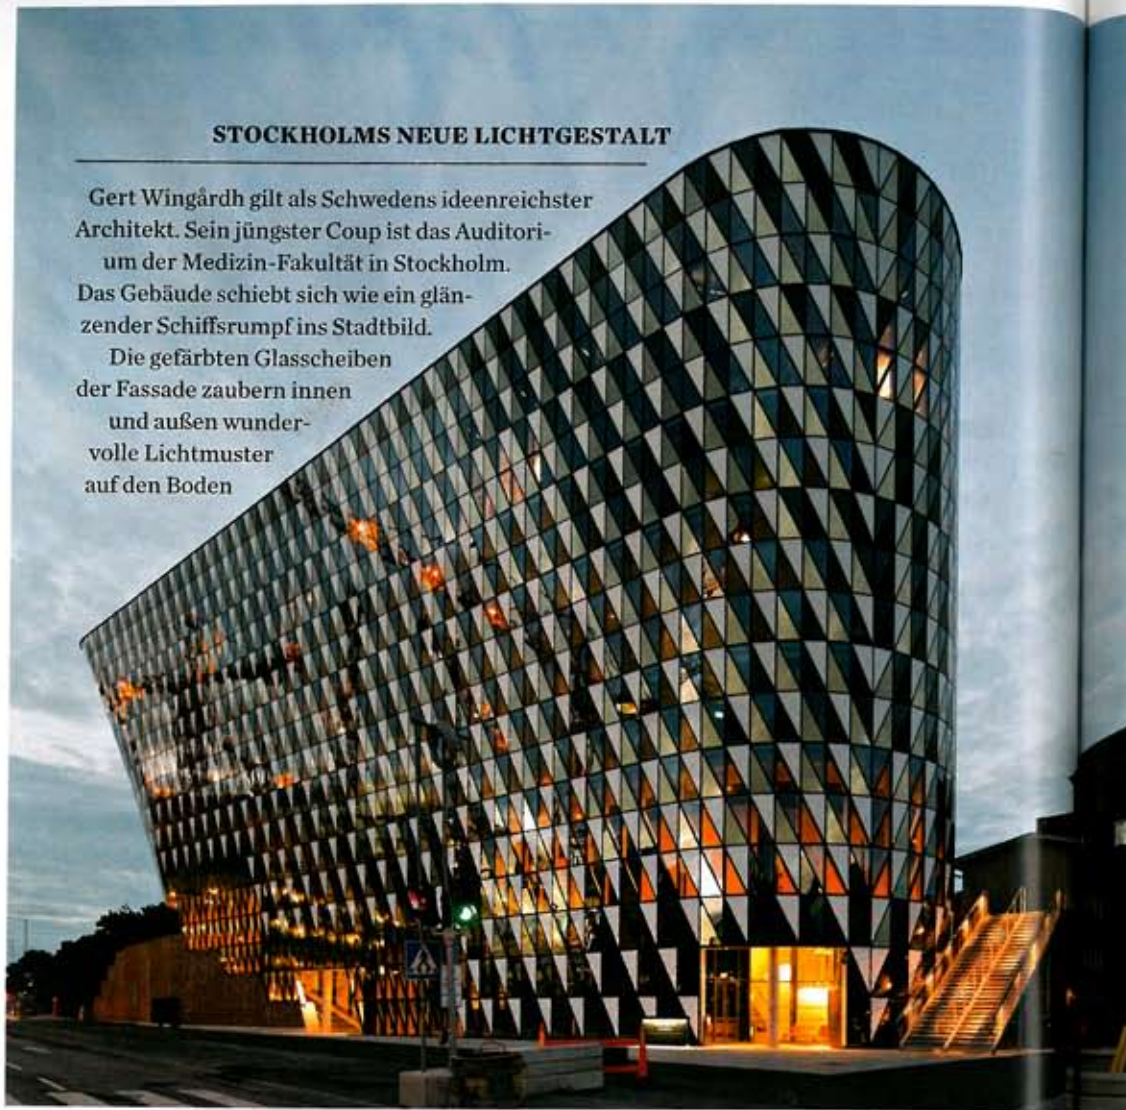 STOCKHOLMS NEUE LICHTGESTALT
Gert Wingårdh gilt als Schwedens ideenreichster
Architekt. Sein jüngster Coup ist das Auditori-
um der Medizin-Fakultät in Stockholm.
Das Gebäude schiebt sich wie ein glän-
zender Schiffsrumpf ins Stadtbild.
Die gefärbten Glasscheiben
der Fassade zaubern innen
und außen wunder-
volle Lichtmuster
auf den Boden